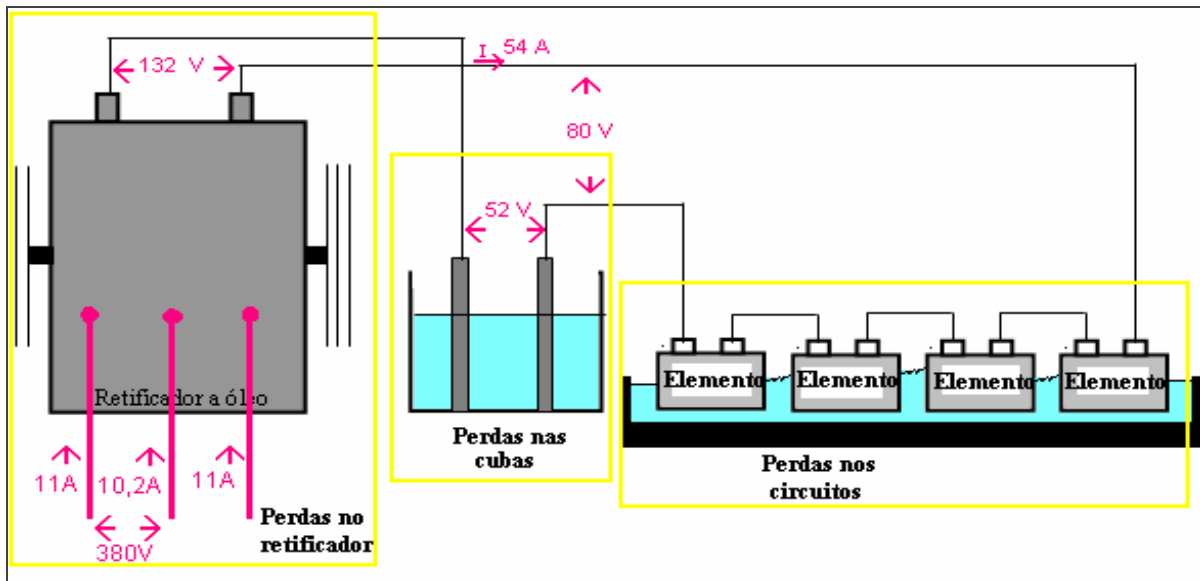 132 V
I 54 A
80 V
52 V
Retificador a óleo
11A
10,2A
11A
380V
Perdas no
retificador
Perdas nas
cubas
Elemento
Elemento
Elemento
Elemento
Perdas nos
circuitos